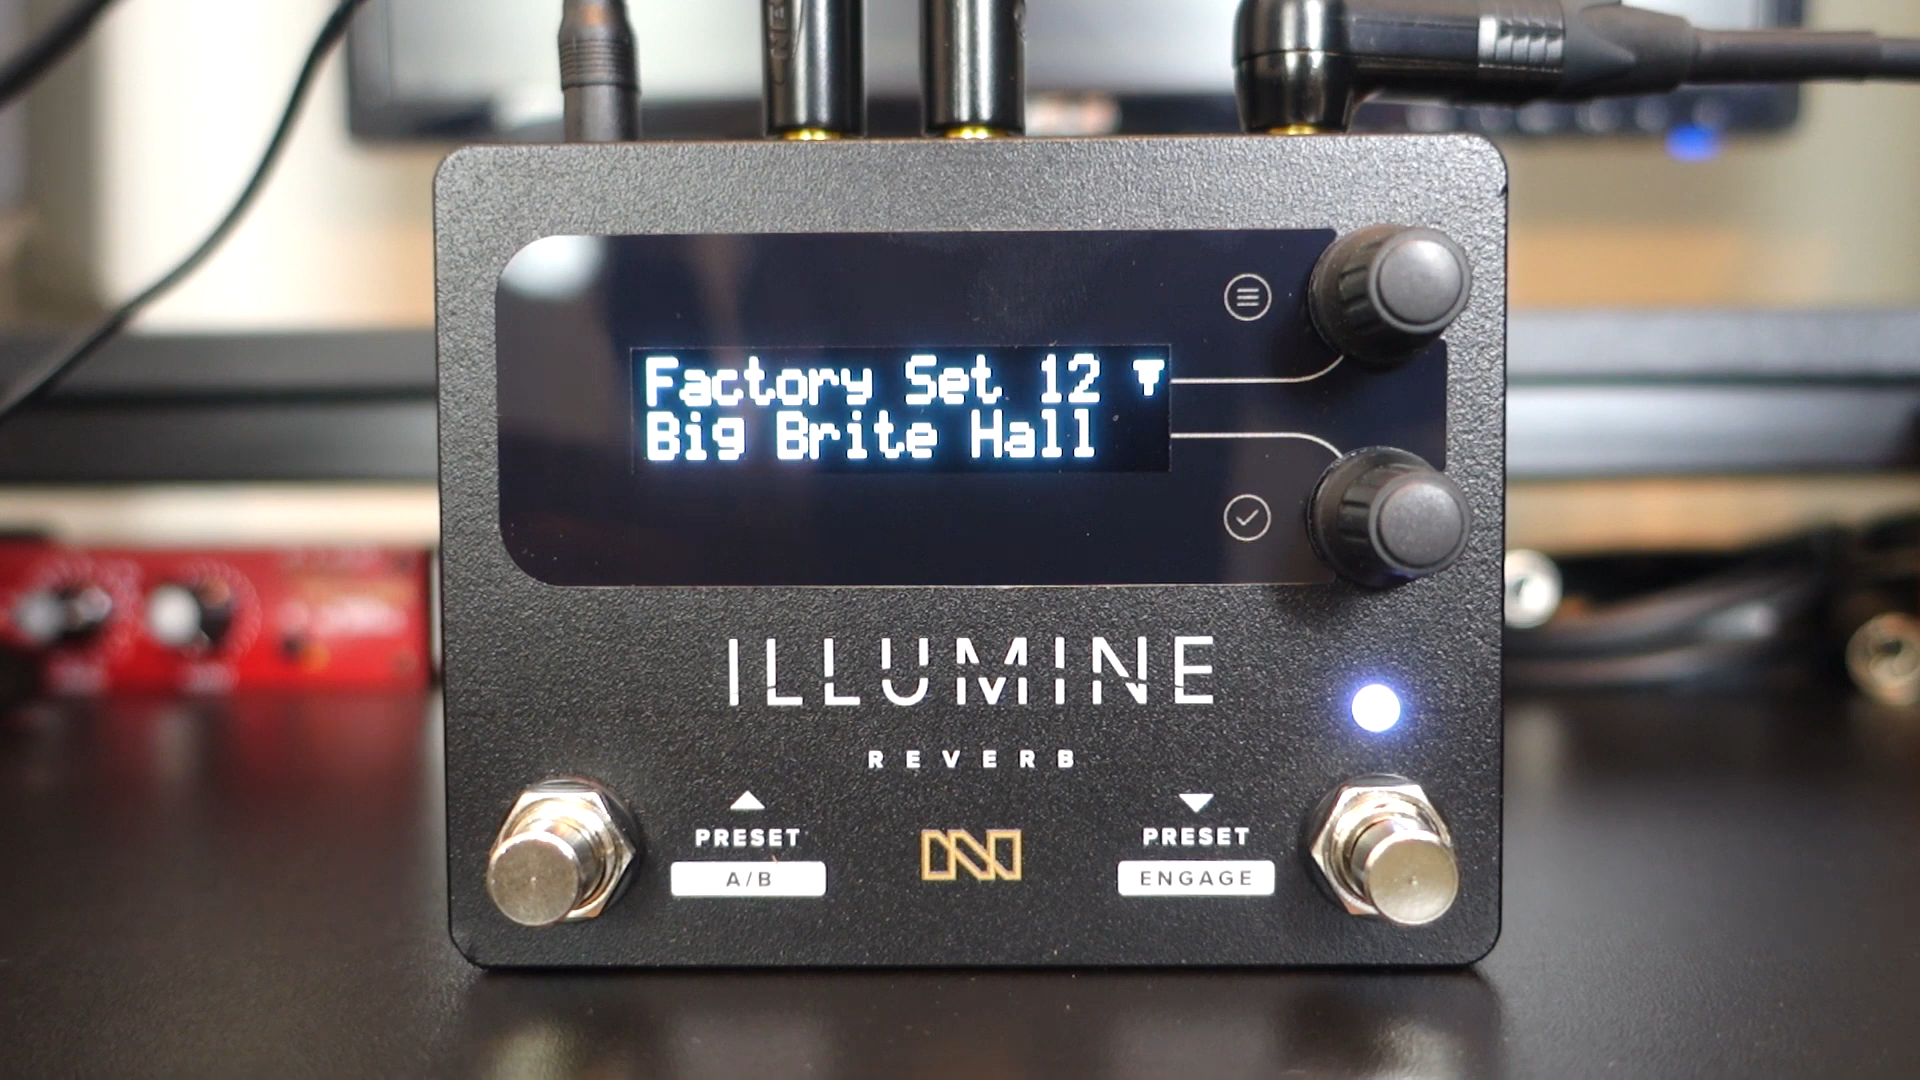 Factory Set 12 ▼
Big Brite Hall
ILLUMINE
REVERB
PRESET
A/B
PRESET
ENGAGE